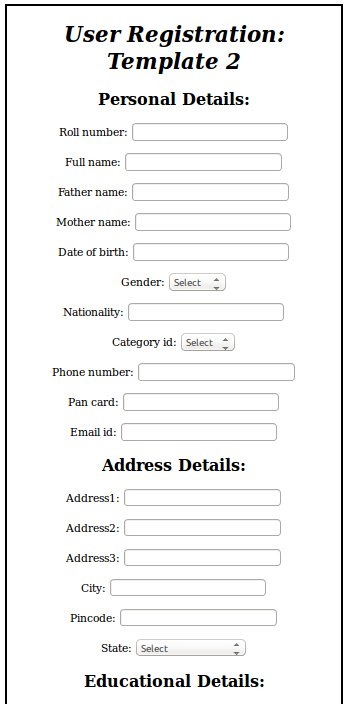 User Registration:
Template 2
Personal Details:
Roll number:
Full name:
Father name:
Mother name:
Date of birth:
Gender: Select
Nationality:
Category id: Select
Phone number:
Pan card:
Email id:
Address Details:
Address1:
Address2:
Address3:
City:
Pincode:
State: Select
Educational Details: